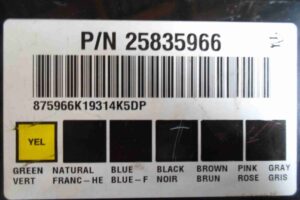 P/N 25835966
875966K19314K5DP
YEL
GREEN NATURAL BLUE BLACK BROWN PINK GRAY
VERT FRANC-HE BLUE-F NOIR BRUN ROSE GRIS